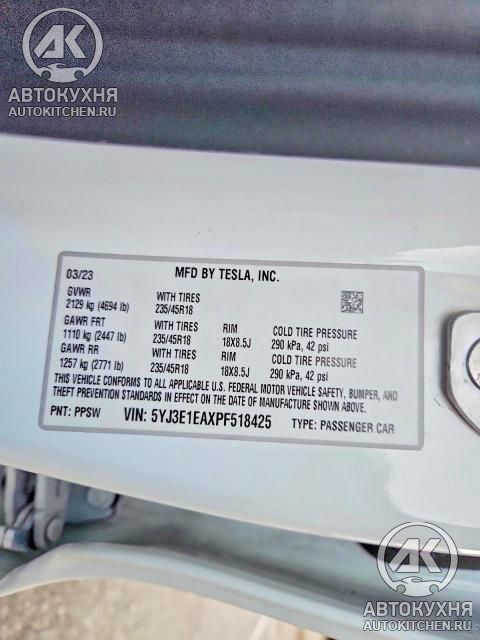 AK
АВТОКУХНЯ
AUTOKITCHEN.RU
03/23 MFD BY TESLA, INC.
GVWR WITH TIRES
2129 kg (4694 lb) 235/45R18
GAWR FRT WITH TIRES RIM COLD TIRE PRESSURE
1110 kg (2447 lb) 235/45R18 18X8.5J 290 kPa, 42 psi
GAWR RR WITH TIRES RIM COLD TIRE PRESSURE
1257 kg (2771 lb) 235/45R18 18X8.5J 290 kPa, 42 psi
THIS VEHICLE CONFORMS TO ALL APPLICABLE U.S. FEDERAL MOTOR VEHICLE SAFETY, BUMPER, AND
THEFT PREVENTION STANDARDS IN EFFECT ON THE DATE OF MANUFACTURE SHOWN ABOVE.
PNT: PPSW VIN: 5YJ3E1EAXPF518425 TYPE: PASSENGER CAR
AK
АВТОКУХНЯ
AUTOKITCHEN.RU